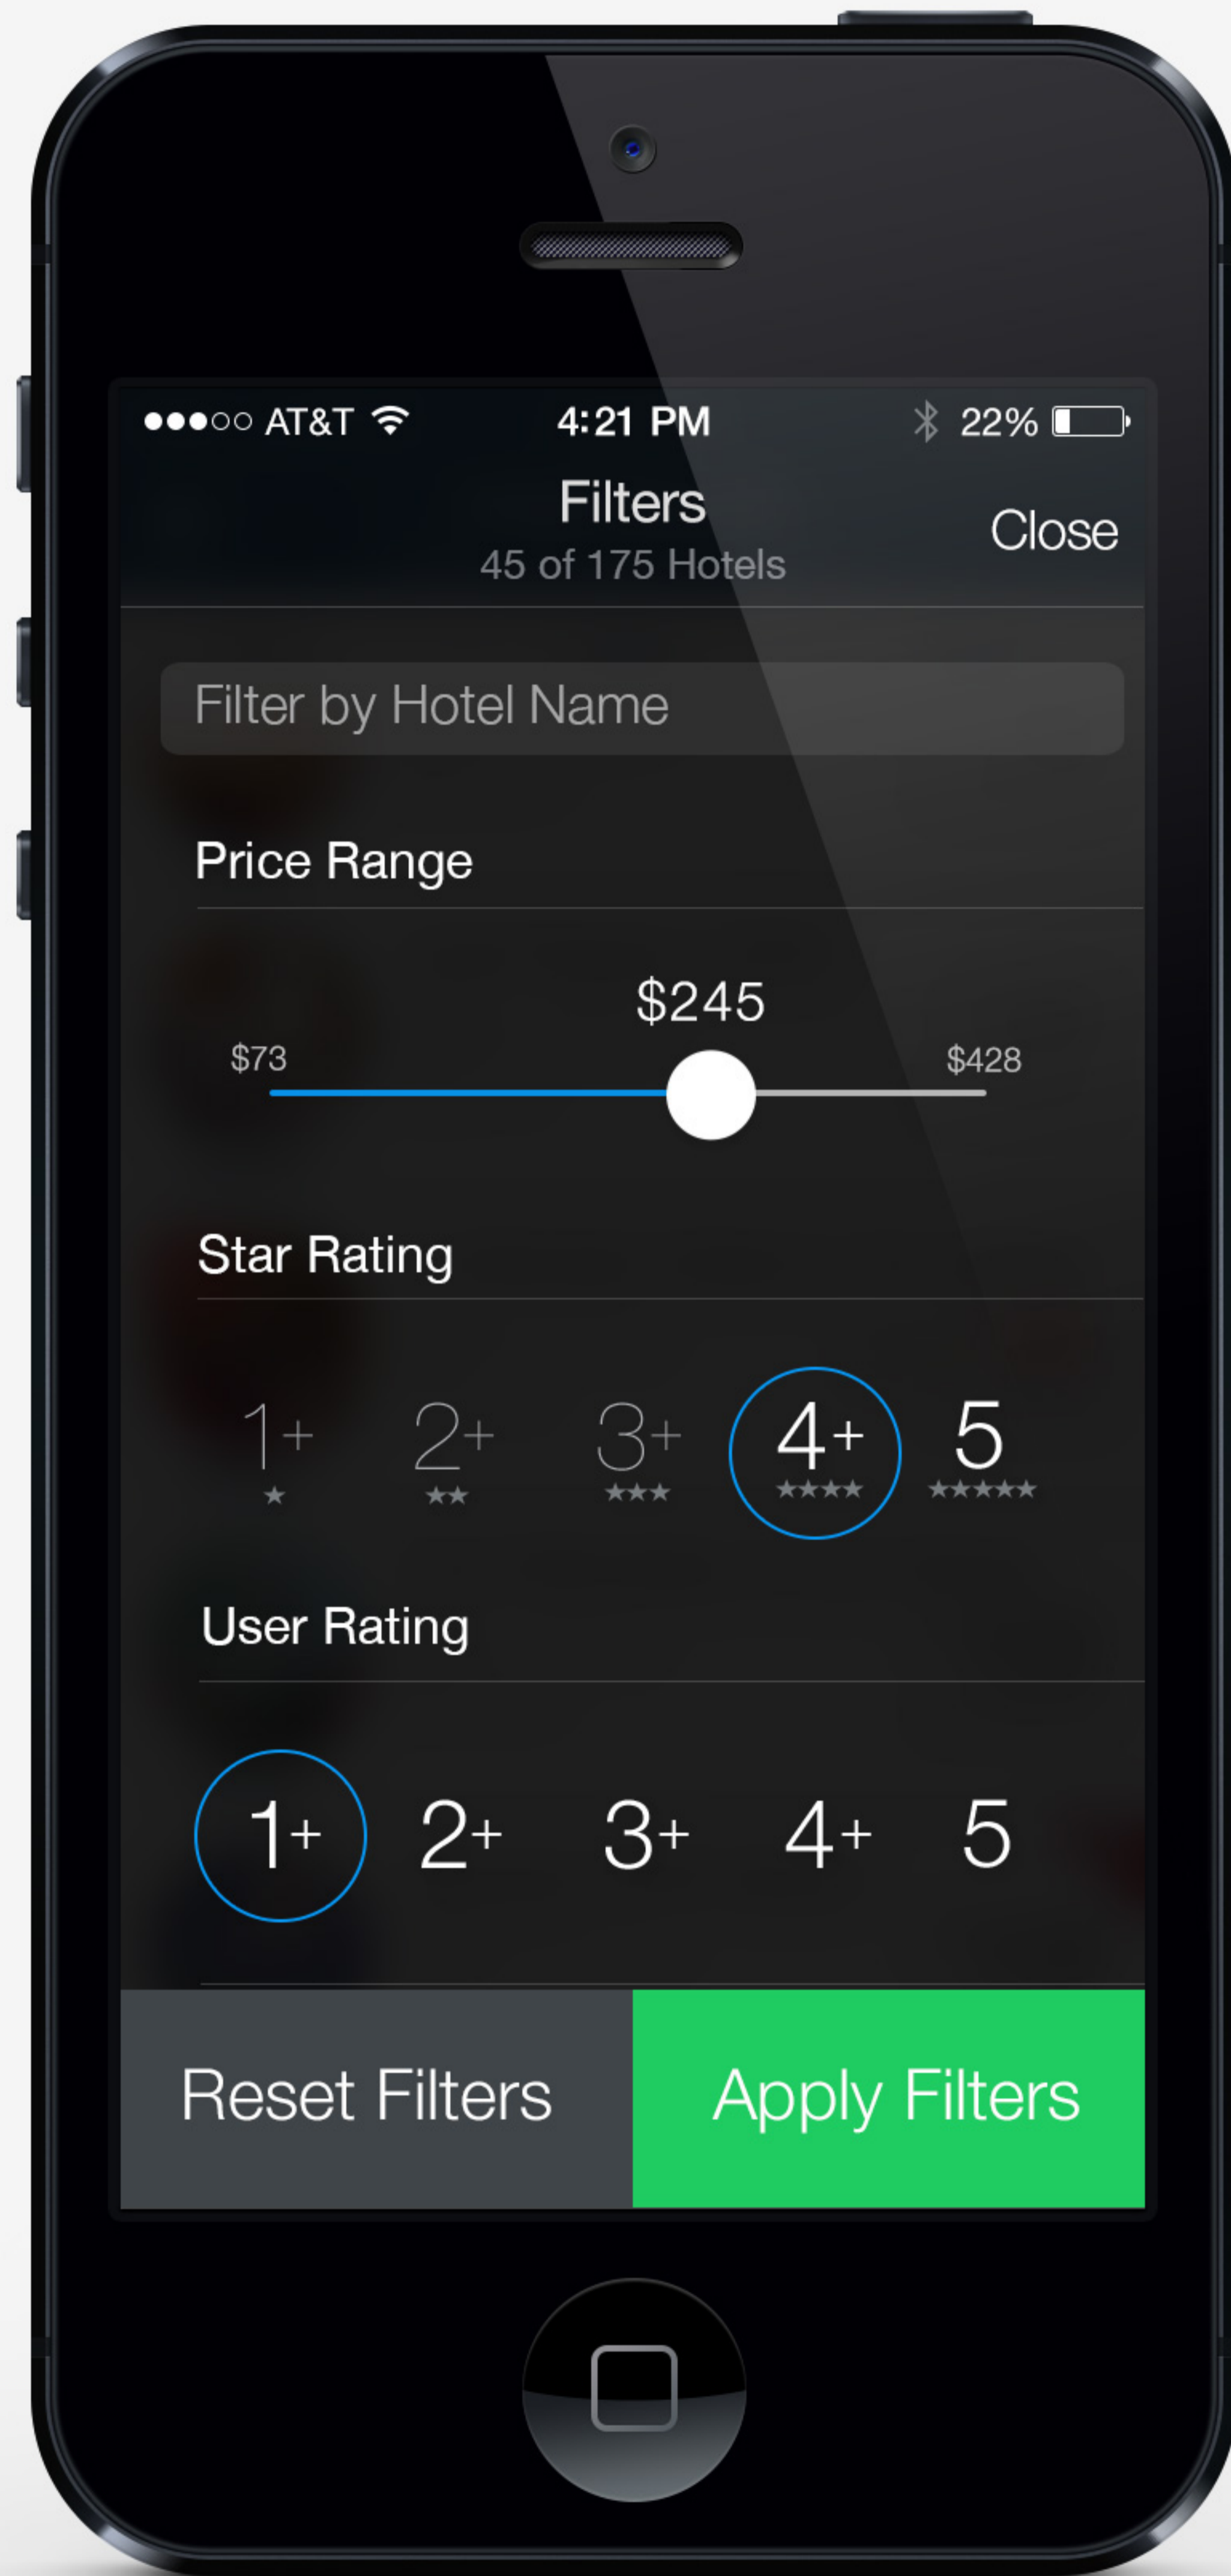 AT&T 4:21 PM 22%
Filters
Close
45 of 175 Hotels
Filter by Hotel Name
Price Range
$245
$73 $428
Star Rating
1+ 2+ 3+ 4+ 5
User Rating
1+ 2+ 3+ 4+ 5
Reset Filters Apply Filters